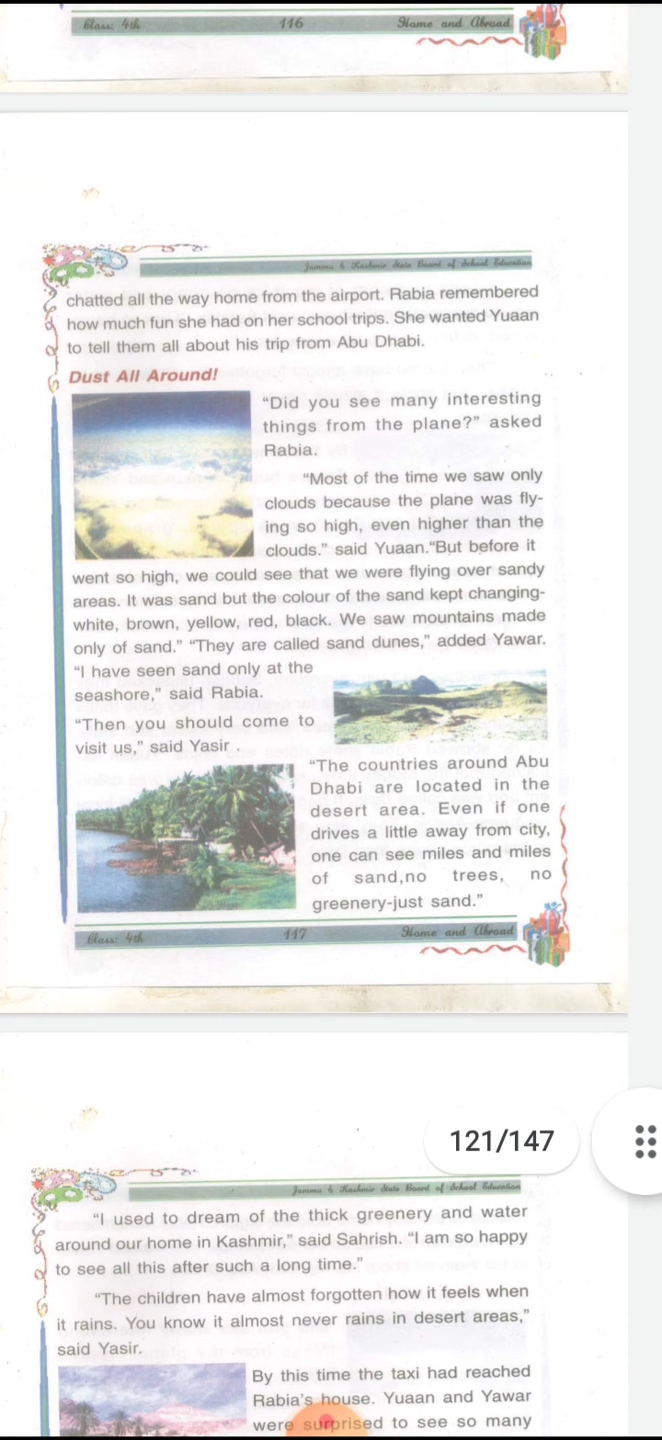 Class: 4th 116 Home and Abroad
Jammu & Kashmir State Board of School Education
chatted all the way home from the airport. Rabia remembered
how much fun she had on her school trips. She wanted Yuaan
to tell them all about his trip from Abu Dhabi.
Dust All Around!
“Did you see many interesting
things from the plane?” asked
Rabia.
“Most of the time we saw only
clouds because the plane was fly-
ing so high, even higher than the
clouds.” said Yuaan.“But before it
went so high, we could see that we were flying over sandy
areas. It was sand but the colour of the sand kept changing-
white, brown, yellow, red, black. We saw mountains made
only of sand.” “They are called sand dunes,” added Yawar.
“I have seen sand only at the
seashore,” said Rabia.
“Then you should come to
visit us,” said Yasir .
“The countries around Abu
Dhabi are located in the
desert area. Even if one
drives a little away from city,
one can see miles and miles
of sand,no trees, no
greenery-just sand.”
Class: 4th 117 Home and Abroad
121/147
Jammu & Kashmir State Board of School Education
“I used to dream of the thick greenery and water
around our home in Kashmir,” said Sahrish. “I am so happy
to see all this after such a long time.”
“The children have almost forgotten how it feels when
it rains. You know it almost never rains in desert areas,”
said Yasir.
By this time the taxi had reached
Rabia’s house. Yuaan and Yawar
were surprised to see so many